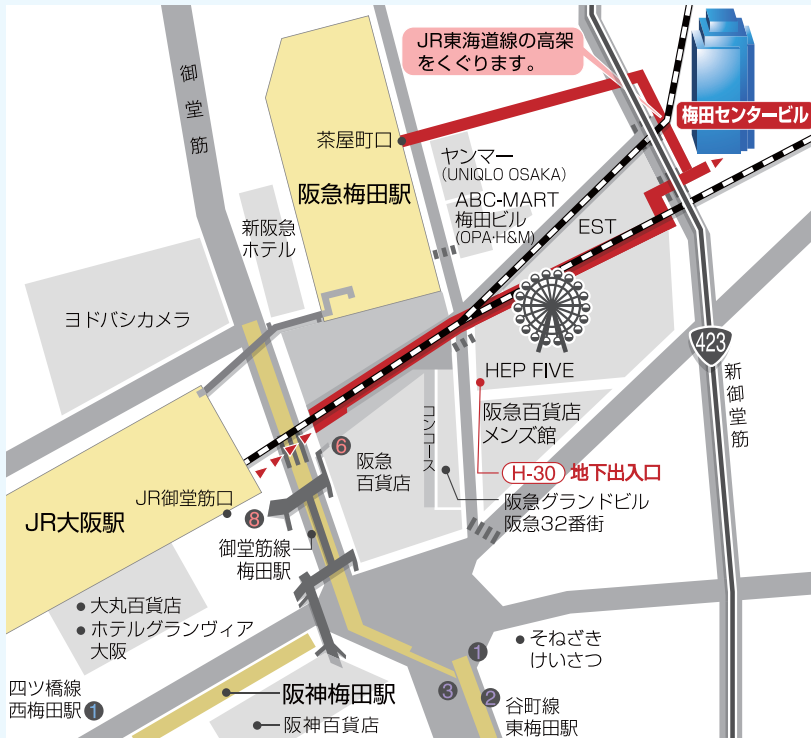 JR東海道線の高架
をくぐります。
梅田センタービル
御堂筋
茶屋町口
阪急梅田駅
ヤンマー
(UNIQLO OSAKA)
ABC-MART
梅田ビル
(OPA·H&M)
EST
新阪急
ホテル
ヨドバシカメラ
423
新御堂筋
HEP FIVE
コンコース
阪急百貨店
メンズ館
6
阪急
百貨店
H-30 地下出入口
JR御堂筋口
JR大阪駅
8
阪急グランドビル
阪急32番街
御堂筋線
梅田駅
大丸百貨店
ホテルグランヴィア
大阪
1
そねざき
けいさつ
3
2
四ツ橋線
西梅田駅 1
阪神梅田駅
阪神百貨店
谷町線
東梅田駅